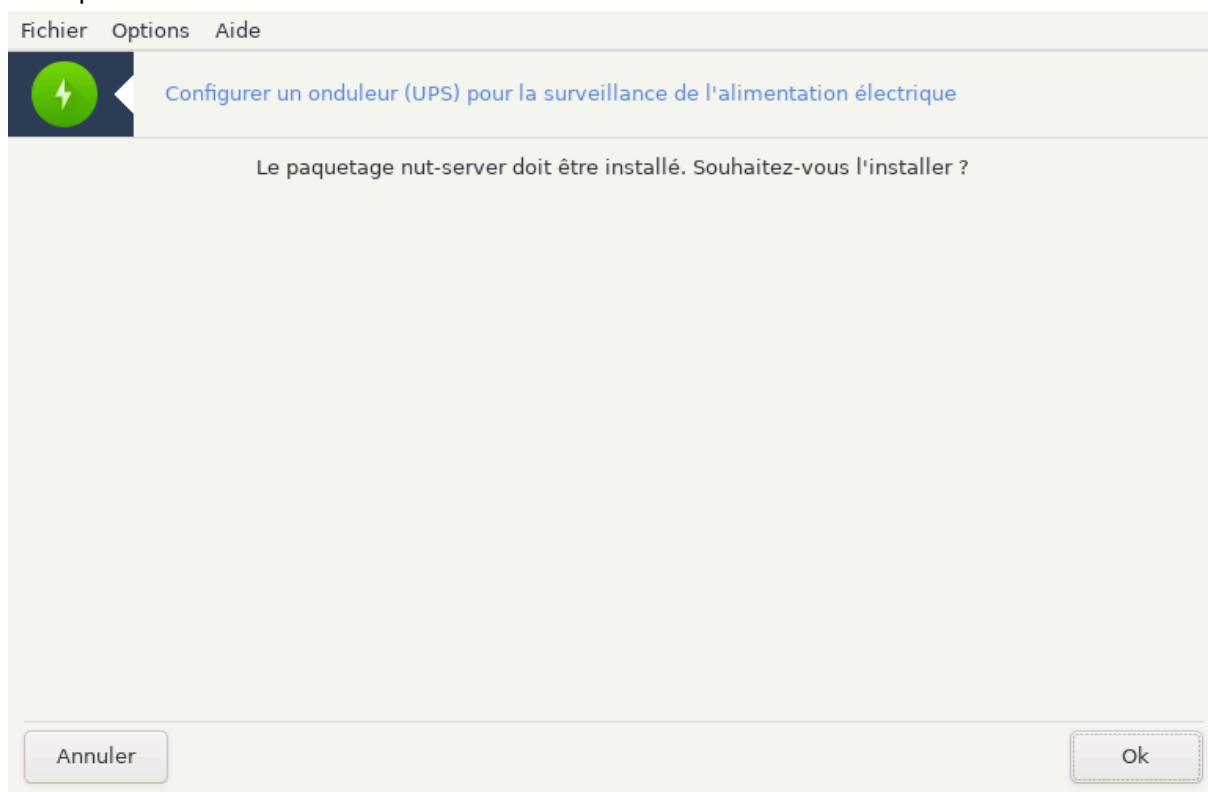 Fichier Options Aide
Configurer un onduleur (UPS) pour la surveillance de l'alimentation électrique
Le paquetage nut-server doit être installé. Souhaitez-vous l'installer ?
Annuler
Ok